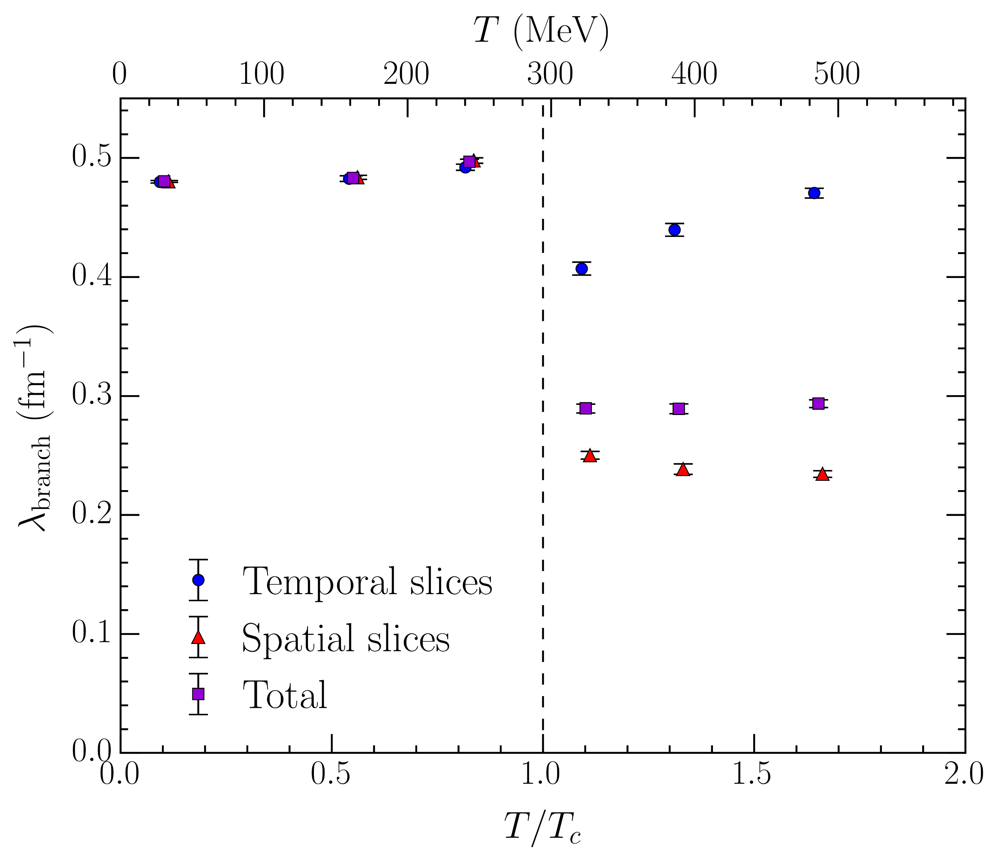 T (MeV)
0 100 200 300 400 500
0.5
0.4
0.3
0.2
0.1
0.0
λbranch (fm−1)
Temporal slices
Spatial slices
Total
0.0 0.5 1.0 1.5 2.0
T/Tc